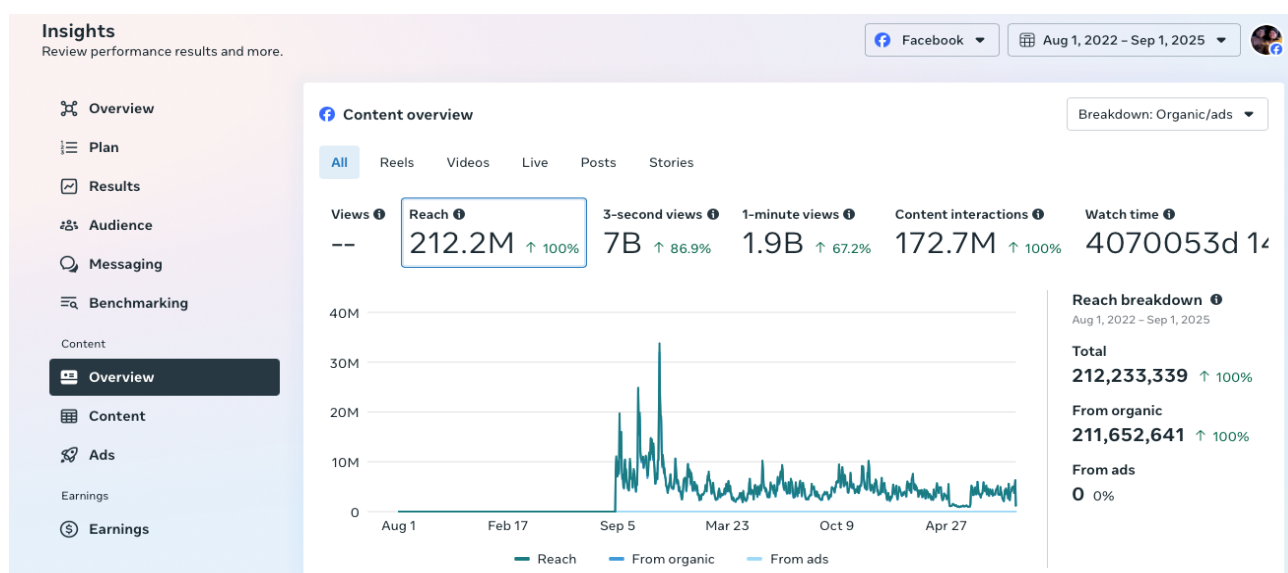 Insights
Review performance results and more.
Facebook
Aug 1, 2022 – Sep 1, 2025
Overview
Plan
Results
Audience
Messaging
Benchmarking
Content
Overview
Content
Ads
Earnings
Earnings
Content overview
Breakdown: Organic/ads
All Reels Videos Live Posts Stories
Views Reach 3-second views 1-minute views Content interactions Watch time
-- 212.2M ↑ 100% 7B ↑ 86.9% 1.9B ↑ 67.2% 172.7M ↑ 100% 4070053d 14
40M
30M
20M
10M
0
Aug 1 Feb 17 Sep 5 Mar 23 Oct 9 Apr 27
Reach From organic From ads
Reach breakdown
Aug 1, 2022 – Sep 1, 2025
Total
212,233,339 ↑ 100%
From organic
211,652,641 ↑ 100%
From ads
0 0%